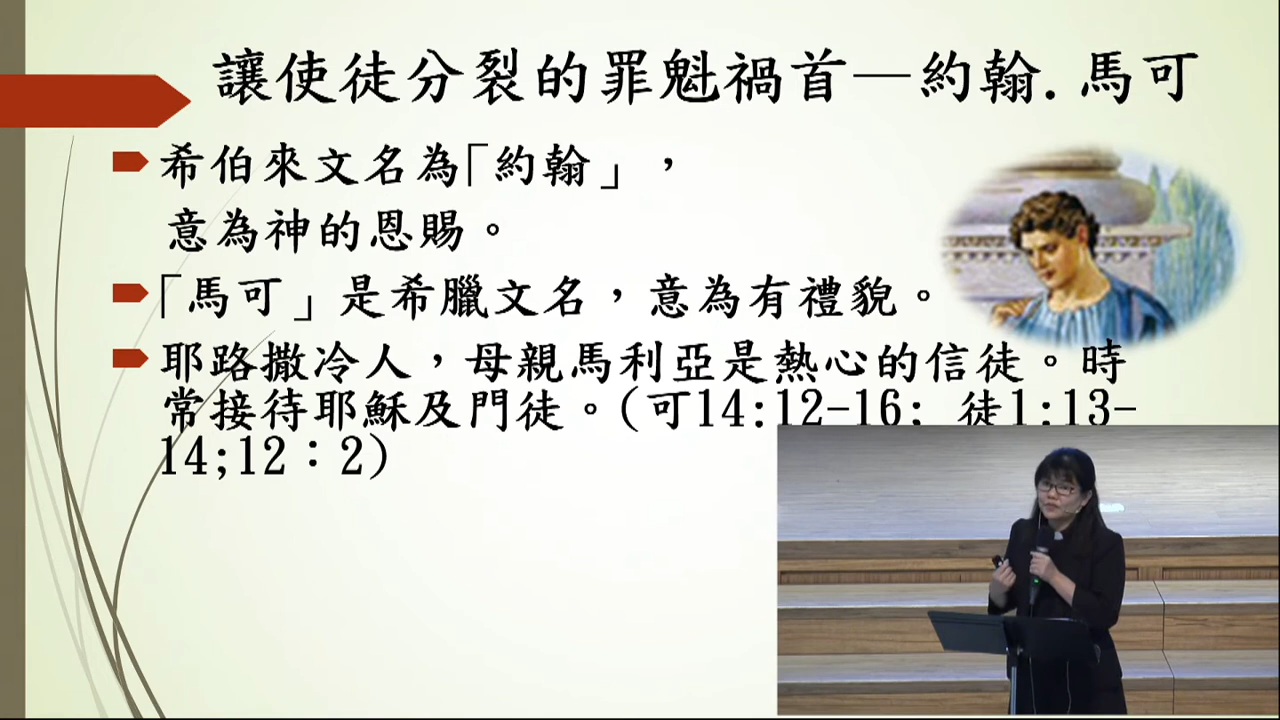 讓使徒分裂的罪魁禍首—約翰.馬可
希伯來文名為「約翰」，
意為神的恩賜。
「馬可」是希臘文名，意為有禮貌。
耶路撒冷人，母親馬利亞是熱心的信徒。時
常接待耶穌及門徒。(可14:12-16; 徒1:13-
14;12：2)